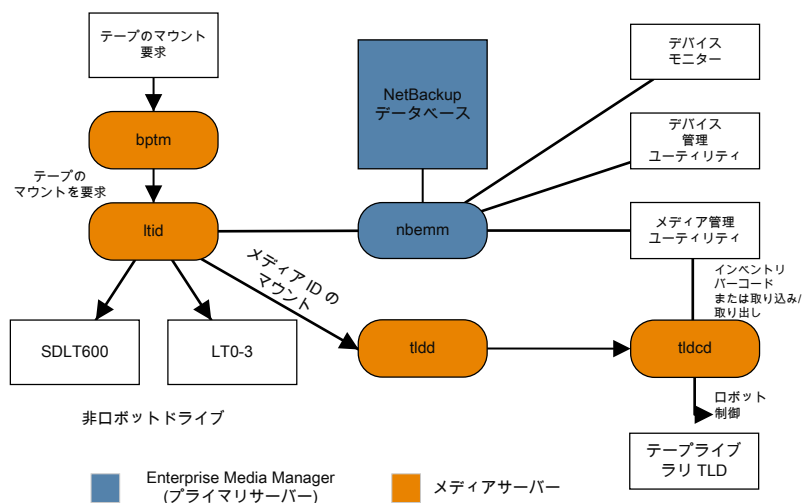 テープのマウント
要求
デバイス
モニター
NetBackup
データベース
bptm
デバイス
管理
ユーティリティ
テープの
マウントを要求
ltid
nbemm
メディア管理
ユーティリティ
メディア ID の
マウント
インベントリ
バーコード
または取り込み/
取り出し
SDLT600
LT0-3
tldd
tldcd
非ロボットドライブ
ロボット
制御
テープライブ
ラリ TLD
Enterprise Media Manager
(プライマリサーバー)
メディアサーバー